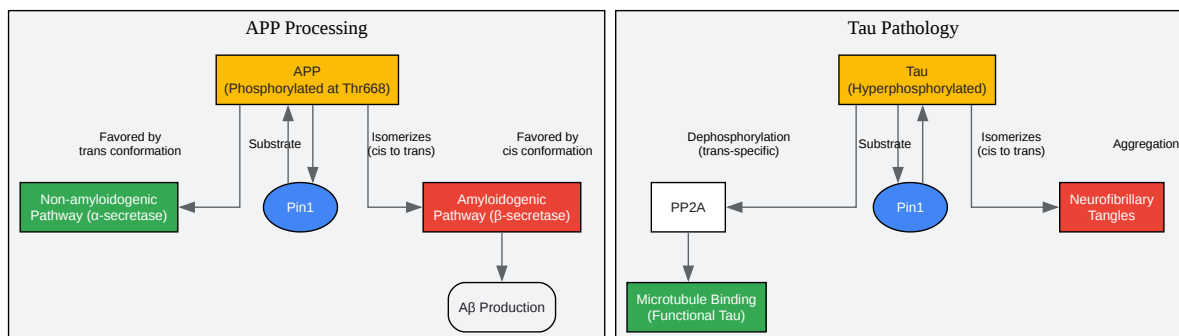 APP Processing
APP
(Phosphorylated at Thr668)
Favored by
trans conformation
Substrate
Isomerizes
(cis to trans)
Favored by
cis conformation
Non-amyloidogenic
Pathway (α-secretase)
Pin1
Amyloidogenic
Pathway (β-secretase)
Aβ Production
Tau Pathology
Tau
(Hyperphosphorylated)
Dephosphorylation
(trans-specific)
Substrate
Isomerizes
(cis to trans)
Aggregation
PP2A
Pin1
Neurofibrillary
Tangles
Microtubule Binding
(Functional Tau)